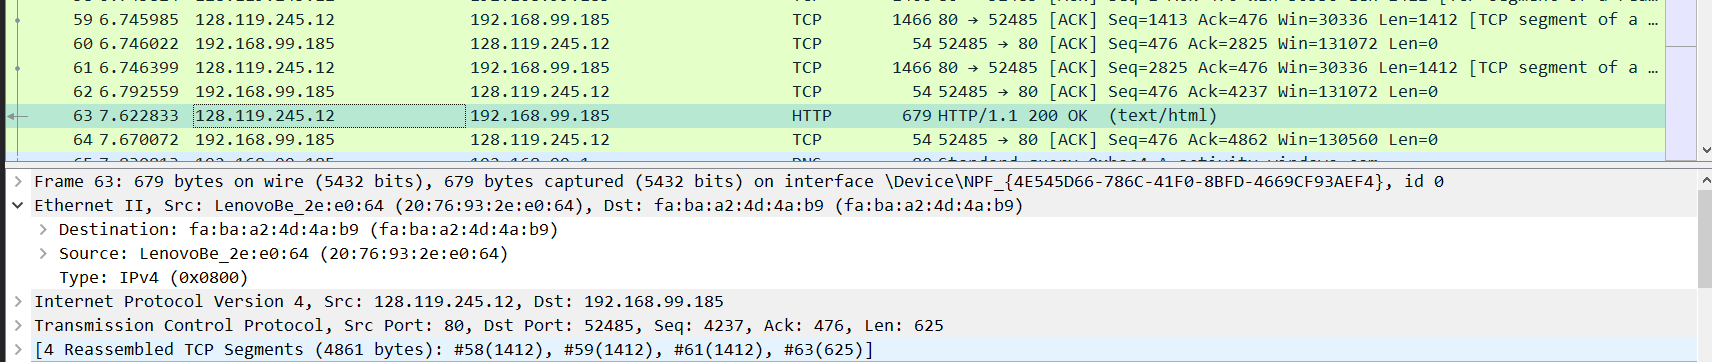 59 6.745985 128.119.245.12 192.168.99.185 TCP 1466 80 → 52485 [ACK] Seq=1413 Ack=476 Win=30336 Len=1412 [TCP segment of a …
60 6.746022 192.168.99.185 128.119.245.12 TCP 54 52485 → 80 [ACK] Seq=476 Ack=2825 Win=131072 Len=0
61 6.746399 128.119.245.12 192.168.99.185 TCP 1466 80 → 52485 [ACK] Seq=2825 Ack=476 Win=30336 Len=1412 [TCP segment of a …
62 6.792559 192.168.99.185 128.119.245.12 TCP 54 52485 → 80 [ACK] Seq=476 Ack=4237 Win=131072 Len=0
63 7.622833 128.119.245.12 192.168.99.185 HTTP 679 HTTP/1.1 200 OK (text/html)
64 7.670072 192.168.99.185 128.119.245.12 TCP 54 52485 → 80 [ACK] Seq=476 Ack=4862 Win=130560 Len=0
Frame 63: 679 bytes on wire (5432 bits), 679 bytes captured (5432 bits) on interface \Device\NPF_{4E545D66-786C-41F0-8BFD-4669CF93AEF4}, id 0
Ethernet II, Src: LenovoBe_2e:e0:64 (20:76:93:2e:e0:64), Dst: fa:ba:a2:4d:4a:b9 (fa:ba:a2:4d:4a:b9)
Destination: fa:ba:a2:4d:4a:b9 (fa:ba:a2:4d:4a:b9)
Source: LenovoBe_2e:e0:64 (20:76:93:2e:e0:64)
Type: IPv4 (0x0800)
Internet Protocol Version 4, Src: 128.119.245.12, Dst: 192.168.99.185
Transmission Control Protocol, Src Port: 80, Dst Port: 52485, Seq: 4237, Ack: 476, Len: 625
[4 Reassembled TCP Segments (4861 bytes): #58(1412), #59(1412), #61(1412), #63(625)]